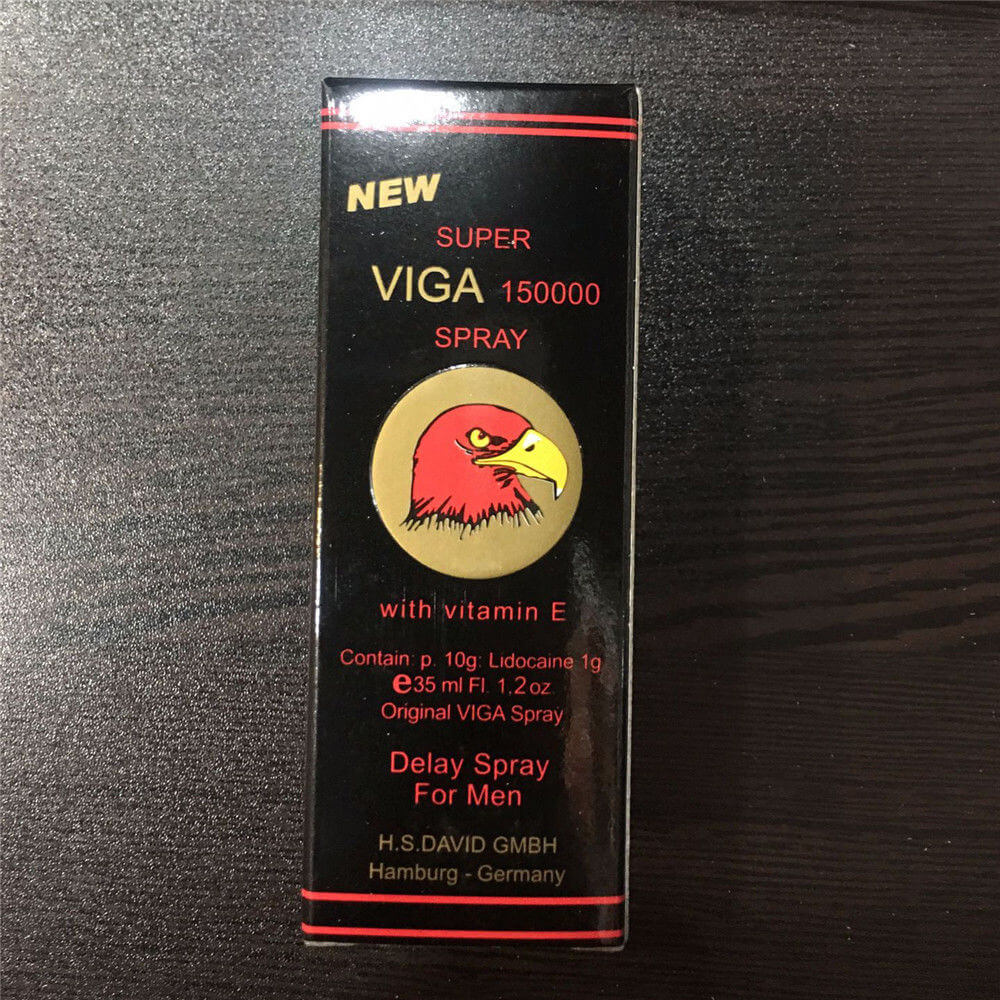 NEW
SUPER
VIGA 150000
SPRAY
with vitamin E
Contain: p. 10g: Lidocaine 1g
e35 ml Fl. 1,2 oz.
Original VIGA Spray
Delay Spray
For Men
H.S.DAVID GMBH
Hamburg - Germany